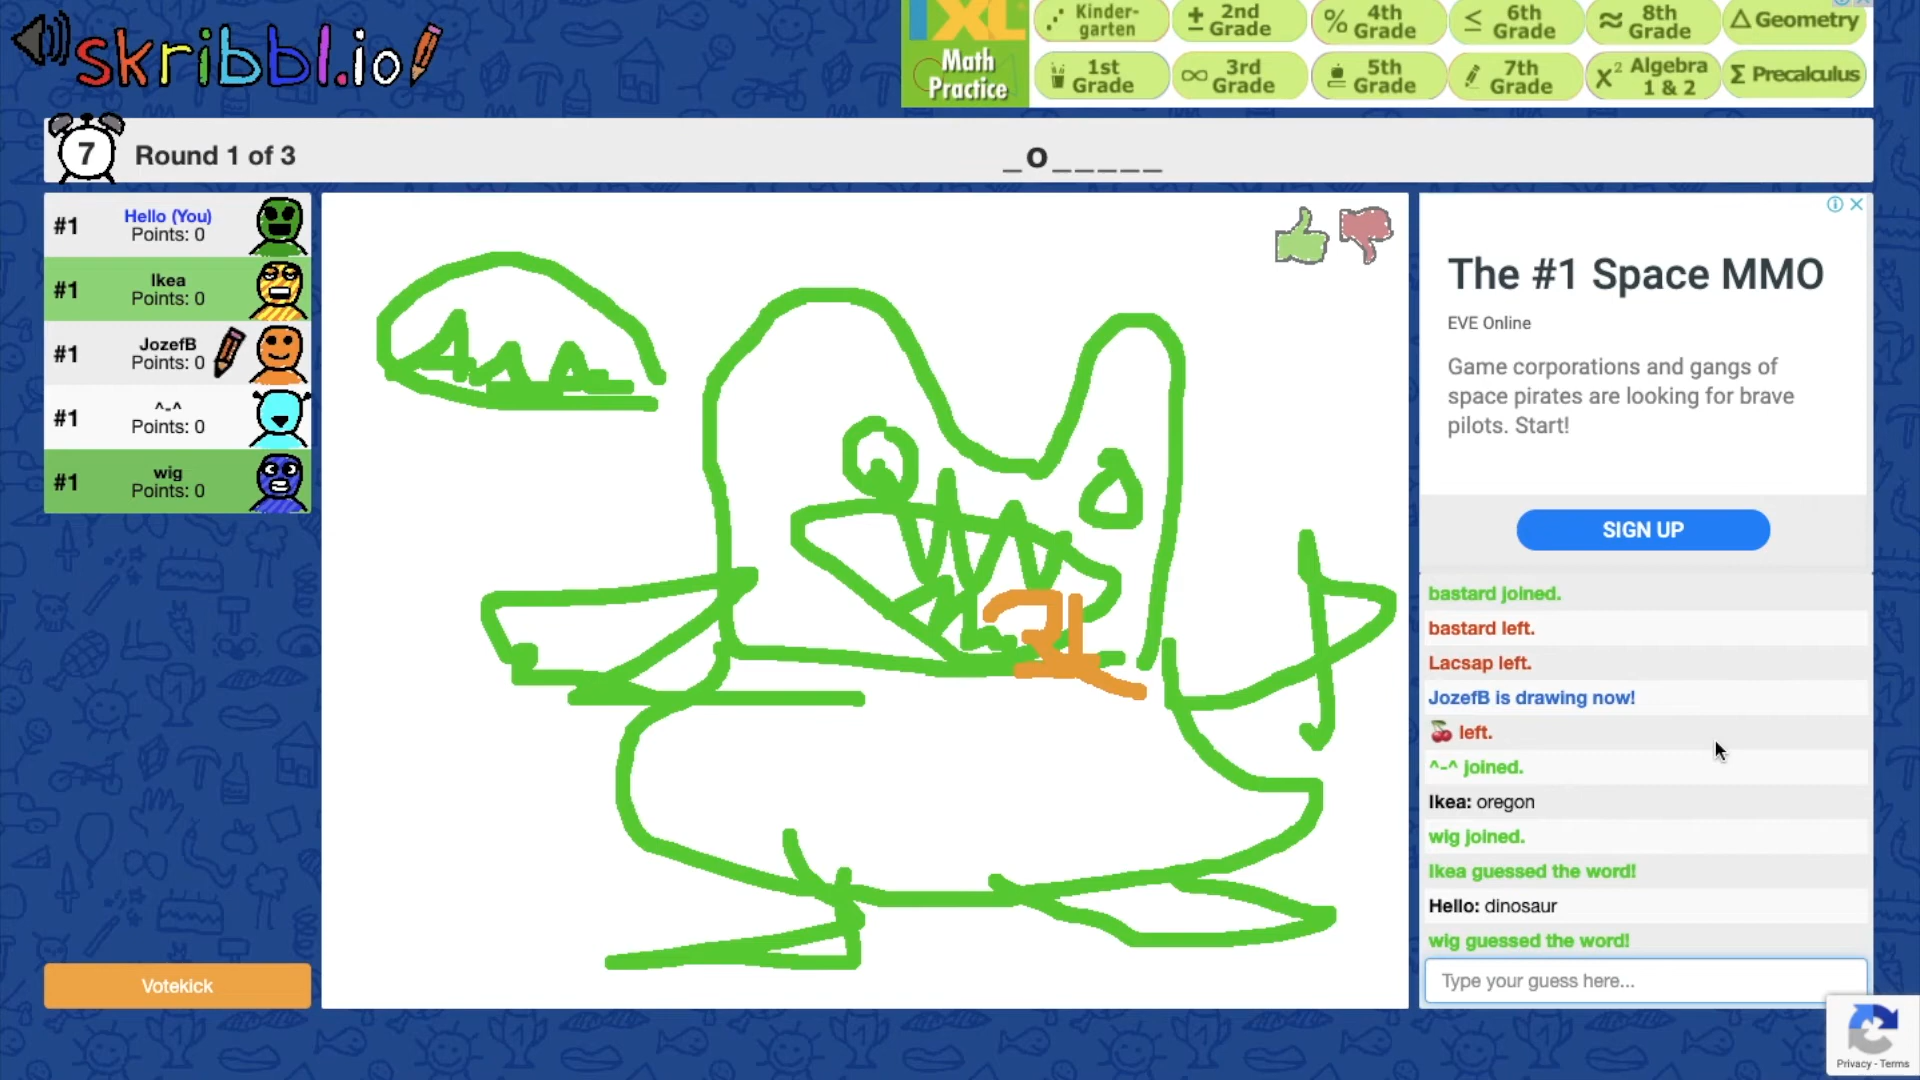 skribbl.io
IXL
Math
Practice
Kinder-
garten
2nd
Grade
4th
Grade
6th
Grade
8th
Grade
Geometry
1st
Grade
3rd
Grade
5th
Grade
7th
Grade
Algebra
1 & 2
Precalculus
7
Round 1 of 3
_o_____
#1
Hello (You)
Points: 0
#1
Ikea
Points: 0
#1
JozefB
Points: 0
#1
^-^
Points: 0
#1
wig
Points: 0
Votekick
The #1 Space MMO
EVE Online
Game corporations and gangs of
space pirates are looking for brave
pilots. Start!
SIGN UP
bastard joined.
bastard left.
Lacsap left.
JozefB is drawing now!
🍒 left.
^-^ joined.
Ikea: oregon
wig joined.
Ikea guessed the word!
Hello: dinosaur
wig guessed the word!
Type your guess here...
Privacy - Terms